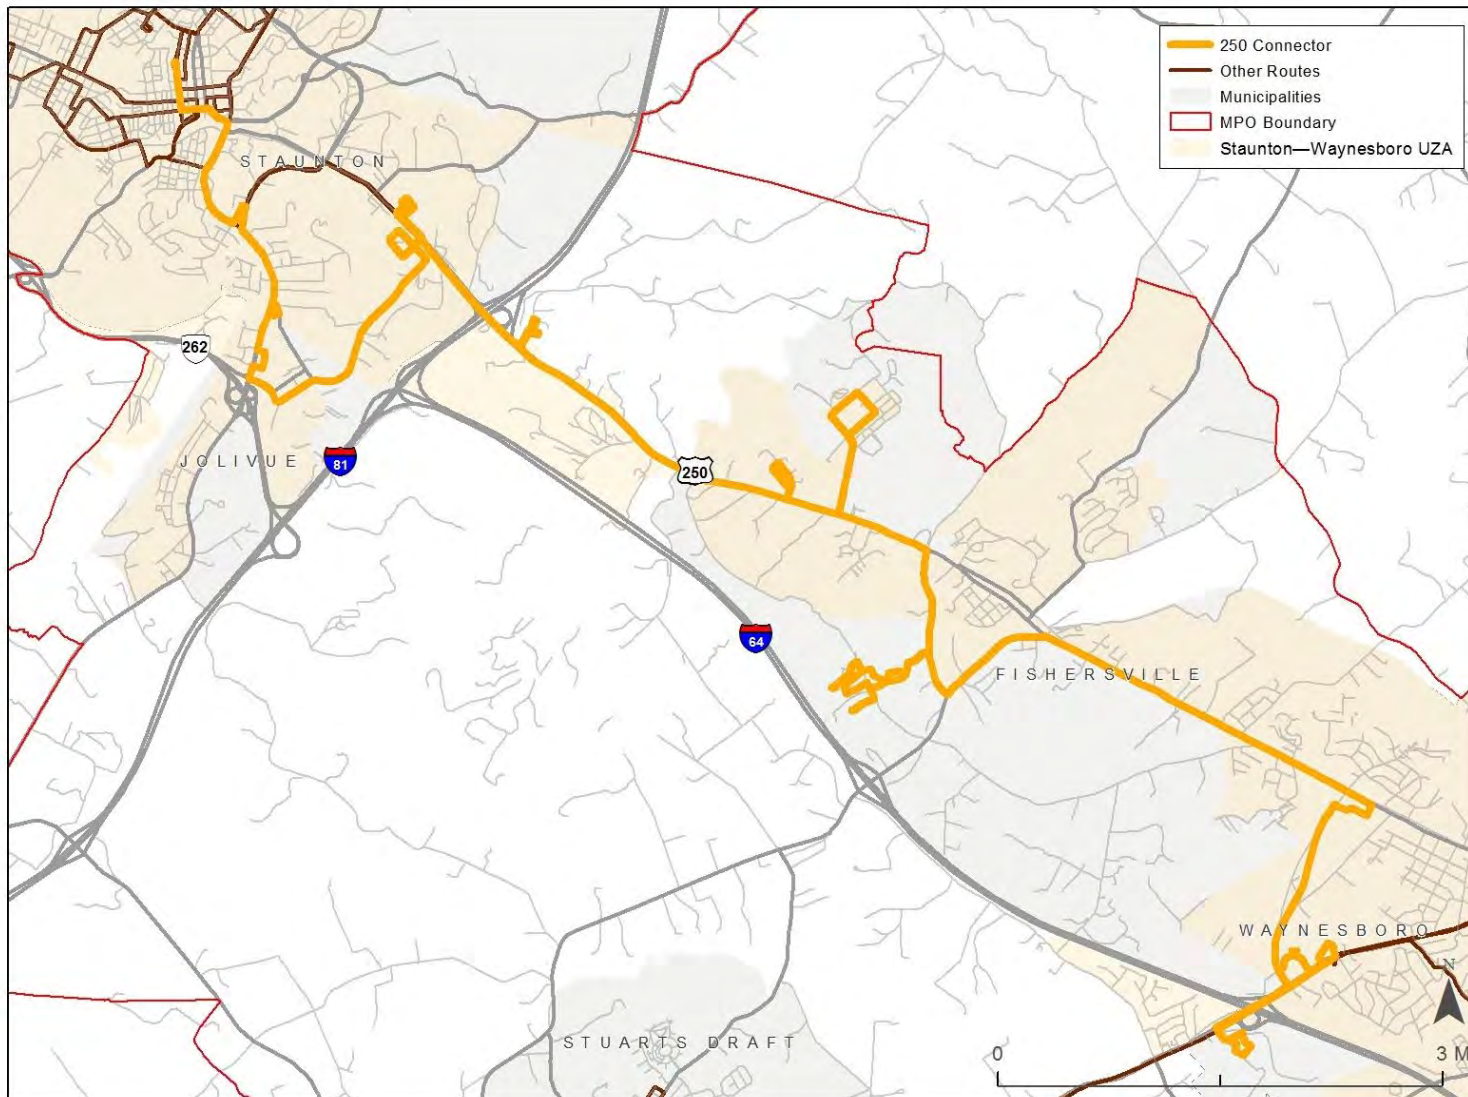 250 Connector
Other Routes
Municipalities
MPO Boundary
Staunton—Waynesboro UZA
STAUNTON
262
JOLIVUE
81
250
64
FISHERSVILLE
WAYNESBORO
N
STUARTS DRAFT
0
3 M